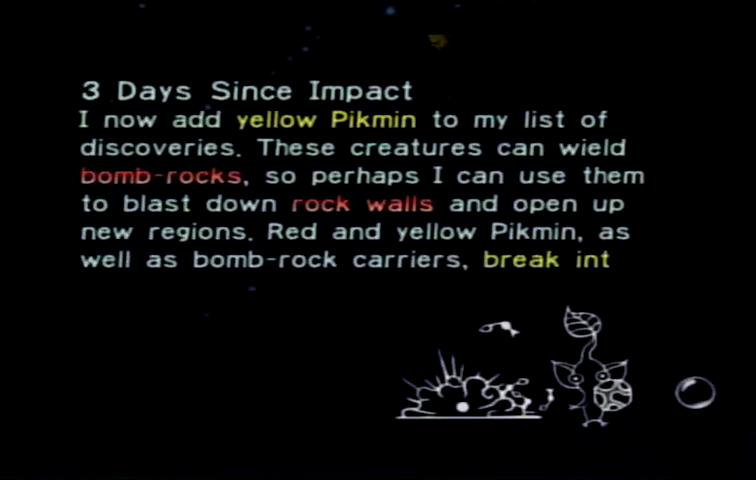 3 Days Since Impact
I now add yellow Pikmin to my list of
discoveries. These creatures can wield
bomb-rocks, so perhaps I can use them
to blast down rock walls and open up
new regions. Red and yellow Pikmin, as
well as bomb-rock carriers, break int